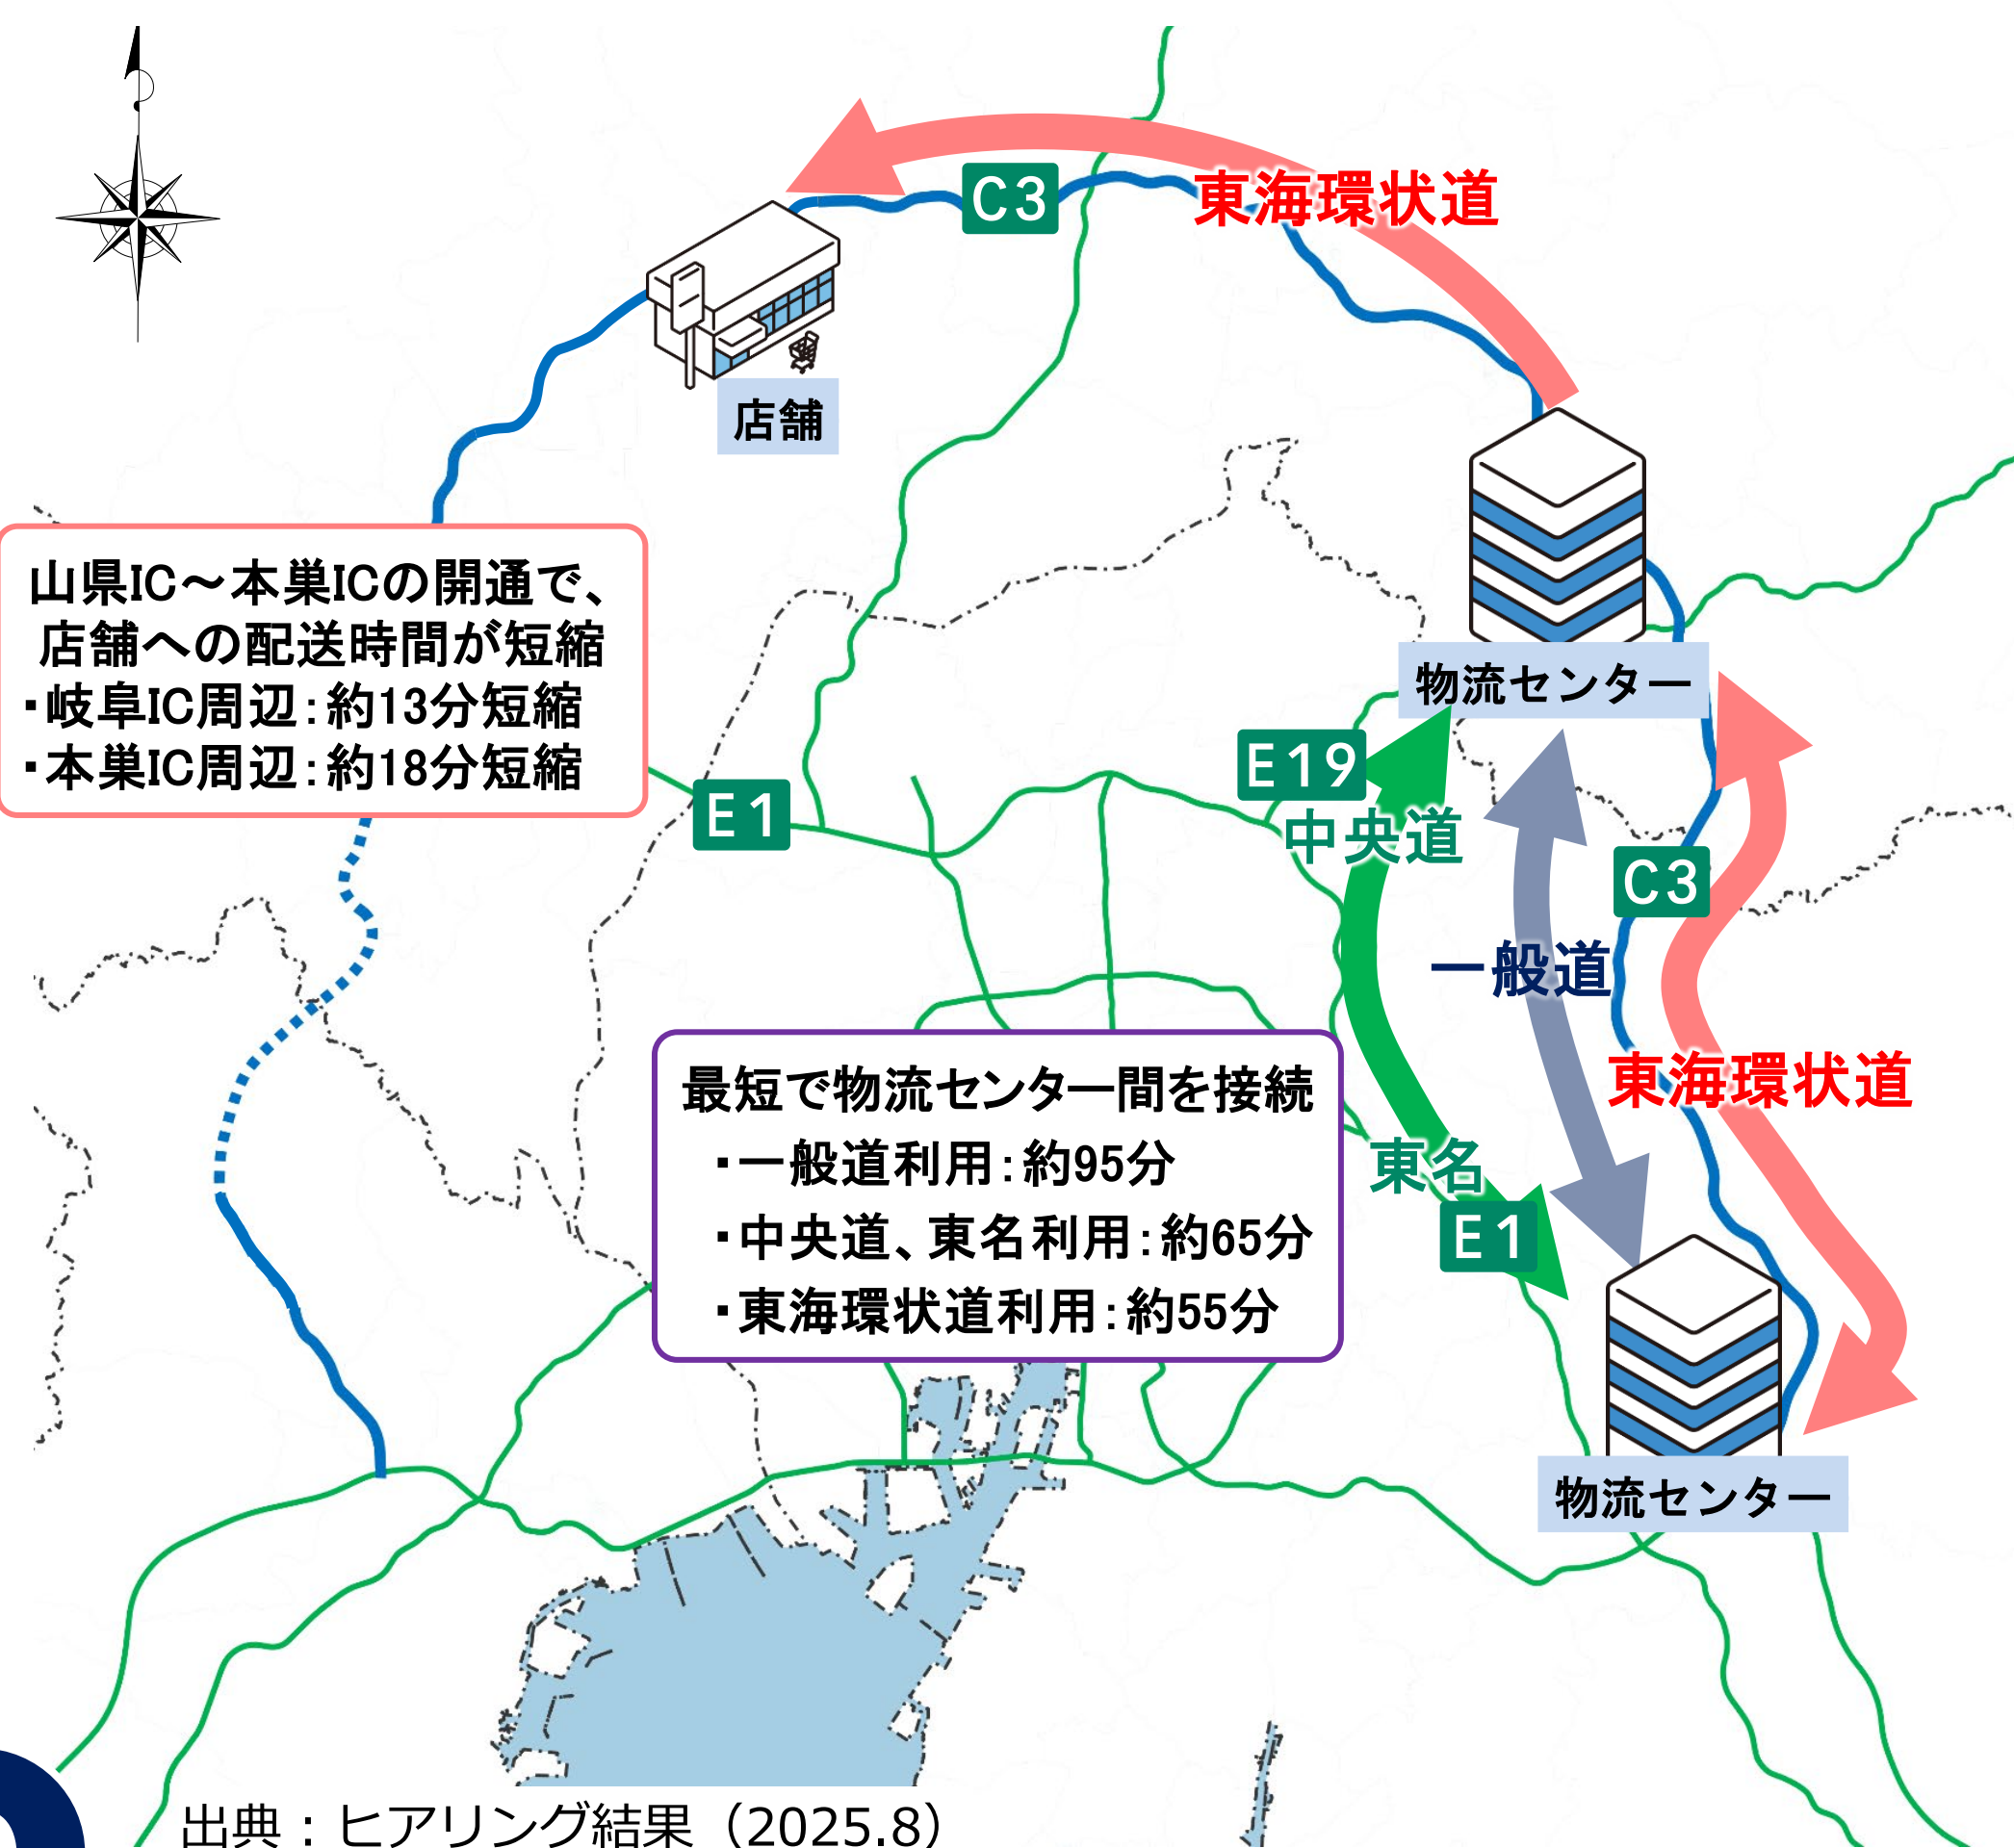 C3
東海環状道
店舗
山県IC～本巣ICの開通で、
店舗への配送時間が短縮
・岐阜IC周辺：約13分短縮
・本巣IC周辺：約18分短縮
物流センター
E19
中央道
E1
C3
一般道
東海環状道
最短で物流センター間を接続
・一般道利用：約95分
・中央道、東名利用：約65分
・東海環状道利用：約55分
東名
E1
物流センター
出典：ヒアリング結果（2025.8）